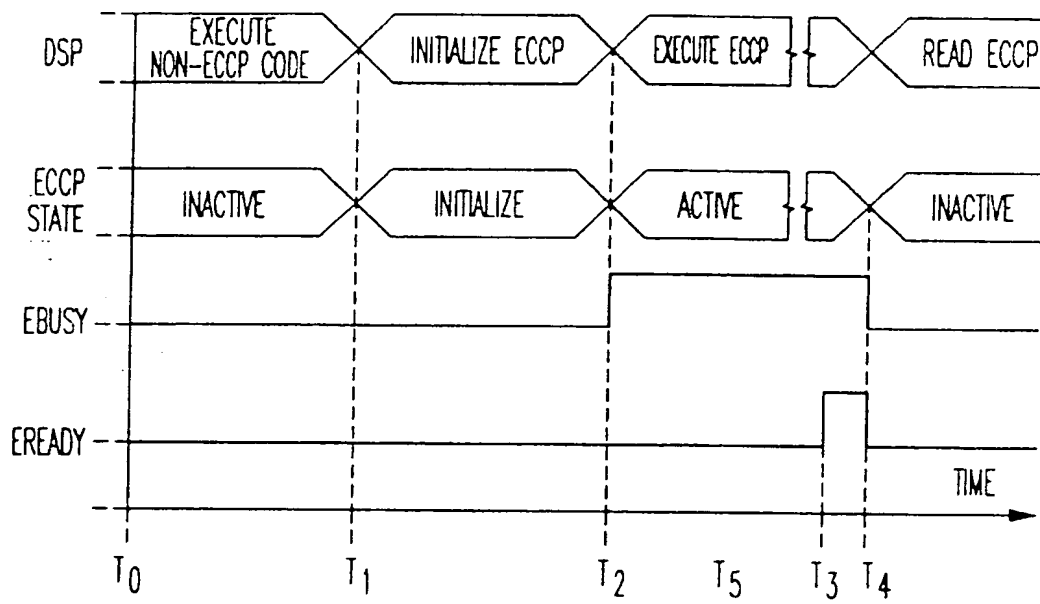 DSP
EXECUTE
NON-ECCP CODE
INITIALIZE ECCP
EXECUTE ECCP
READ ECCP
ECCP
STATE
INACTIVE
INITIALIZE
ACTIVE
INACTIVE
EBUSY
EREADY
TIME
T0
T1
T2
T5
T3
T4